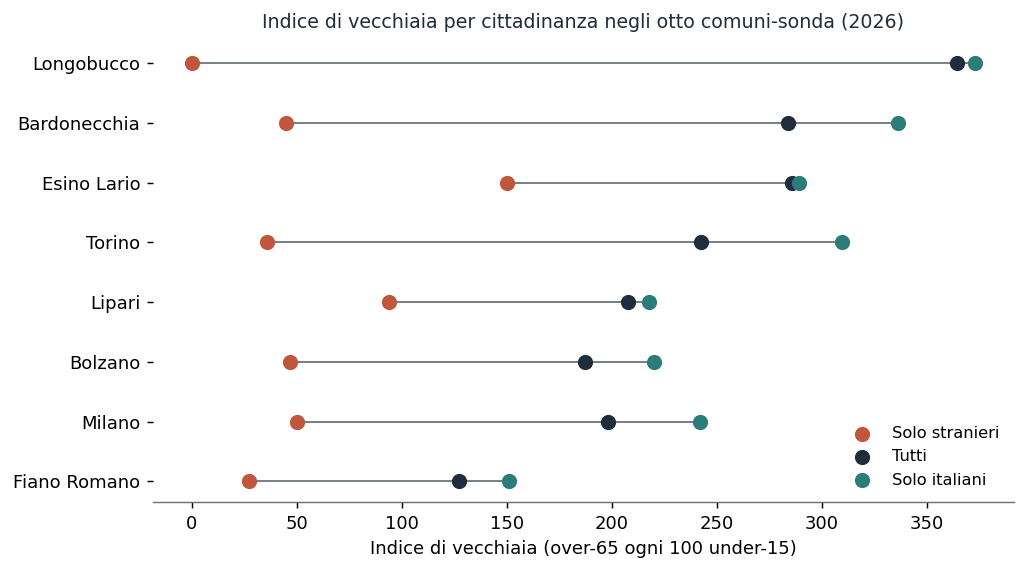 Indice di vecchiaia per cittadinanza negli otto comuni-sonda (2026)
Longobucco
Bardonecchia
Esino Lario
Torino
Lipari
Bolzano
Milano
Fiano Romano
Solo stranieri
Tutti
Solo italiani
0 50 100 150 200 250 300 350
Indice di vecchiaia (over-65 ogni 100 under-15)